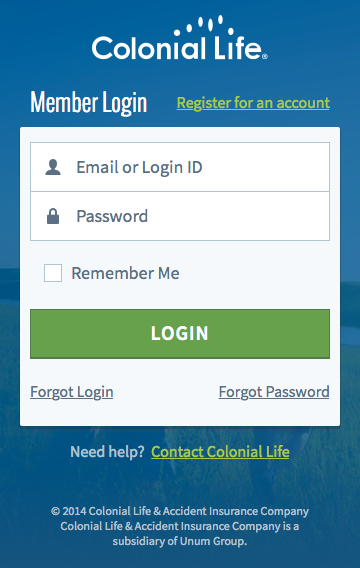 Colonial Life®
Member Login
Register for an account
Email or Login ID
Password
Remember Me
LOGIN
Forgot Login
Forgot Password
Need help? Contact Colonial Life
© 2014 Colonial Life & Accident Insurance Company
Colonial Life & Accident Insurance Company is a
subsidiary of Unum Group.